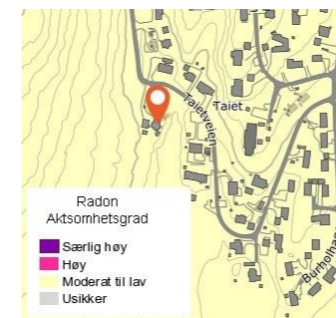 Taietveien
Taiet
Radon
Aktsomhetsgrad
Særlig høy
Høy
Moderat til lav
Usikker